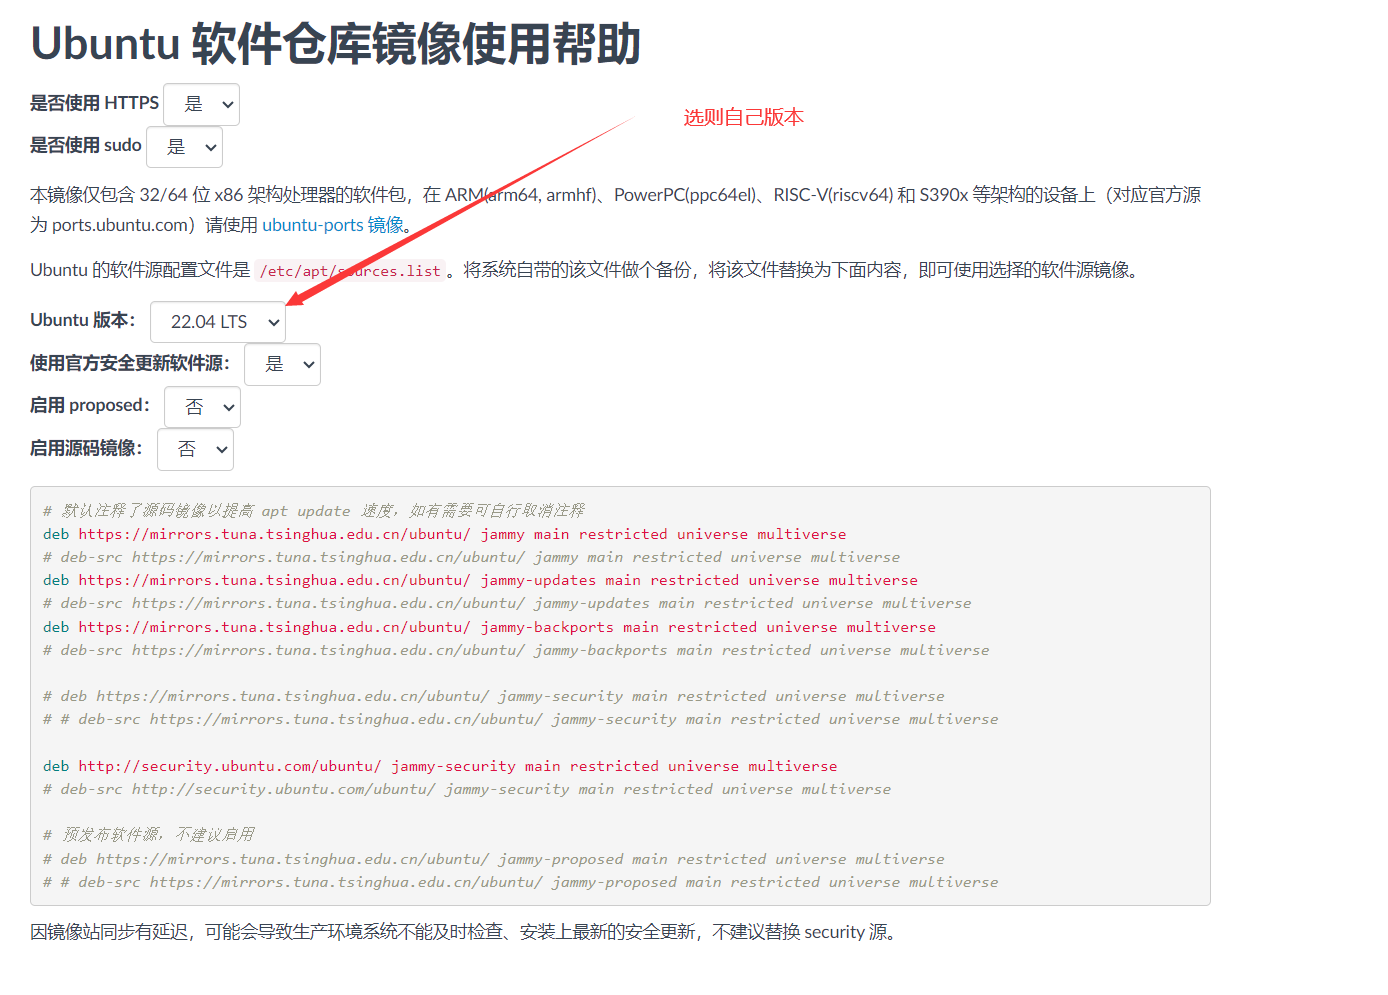 Ubuntu 软件仓库镜像使用帮助
是否使用 HTTPS 是
选则自己版本
是否使用 sudo 是
本镜像仅包含 32/64 位 x86 架构处理器的软件包，在 ARM(arm64, armhf)、PowerPC(ppc64el)、RISC-V(riscv64) 和 S390x 等架构的设备上（对应官方源
为 ports.ubuntu.com）请使用 ubuntu-ports 镜像。
Ubuntu 的软件源配置文件是 /etc/apt/sources.list 。将系统自带的该文件做个备份，将该文件替换为下面内容，即可使用选择的软件源镜像。
Ubuntu 版本： 22.04 LTS
使用官方安全更新软件源： 是
启用 proposed： 否
启用源码镜像： 否
# 默认注释了源码镜像以提高 apt update 速度，如有需要可自行取消注释
deb https://mirrors.tuna.tsinghua.edu.cn/ubuntu/ jammy main restricted universe multiverse
# deb-src https://mirrors.tuna.tsinghua.edu.cn/ubuntu/ jammy main restricted universe multiverse
deb https://mirrors.tuna.tsinghua.edu.cn/ubuntu/ jammy-updates main restricted universe multiverse
# deb-src https://mirrors.tuna.tsinghua.edu.cn/ubuntu/ jammy-updates main restricted universe multiverse
deb https://mirrors.tuna.tsinghua.edu.cn/ubuntu/ jammy-backports main restricted universe multiverse
# deb-src https://mirrors.tuna.tsinghua.edu.cn/ubuntu/ jammy-backports main restricted universe multiverse
# deb https://mirrors.tuna.tsinghua.edu.cn/ubuntu/ jammy-security main restricted universe multiverse
# # deb-src https://mirrors.tuna.tsinghua.edu.cn/ubuntu/ jammy-security main restricted universe multiverse
deb http://security.ubuntu.com/ubuntu/ jammy-security main restricted universe multiverse
# deb-src http://security.ubuntu.com/ubuntu/ jammy-security main restricted universe multiverse
# 预发布软件源，不建议启用
# deb https://mirrors.tuna.tsinghua.edu.cn/ubuntu/ jammy-proposed main restricted universe multiverse
# # deb-src https://mirrors.tuna.tsinghua.edu.cn/ubuntu/ jammy-proposed main restricted universe multiverse
因镜像站同步有延迟，可能会导致生产环境系统不能及时检查、安装上最新的安全更新，不建议替换 security 源。